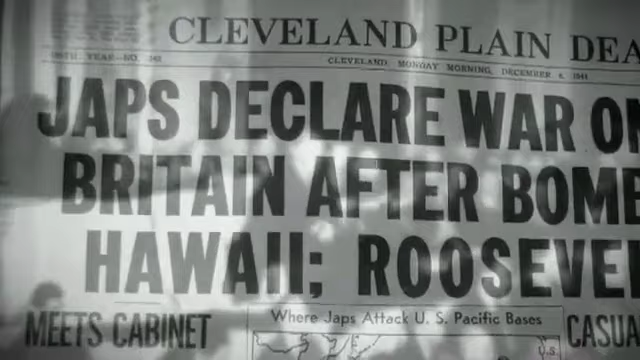 CLEVELAND PLAIN DEA
CLEVELAND, MONDAY MORNING, DECEMBER 8, 1941
JAPS DECLARE WAR ON
BRITAIN AFTER BOMB
HAWAII; ROOSEVE
MEETS CABINET
Where Japs Attack U. S. Pacific Bases
CASUA
U.S.